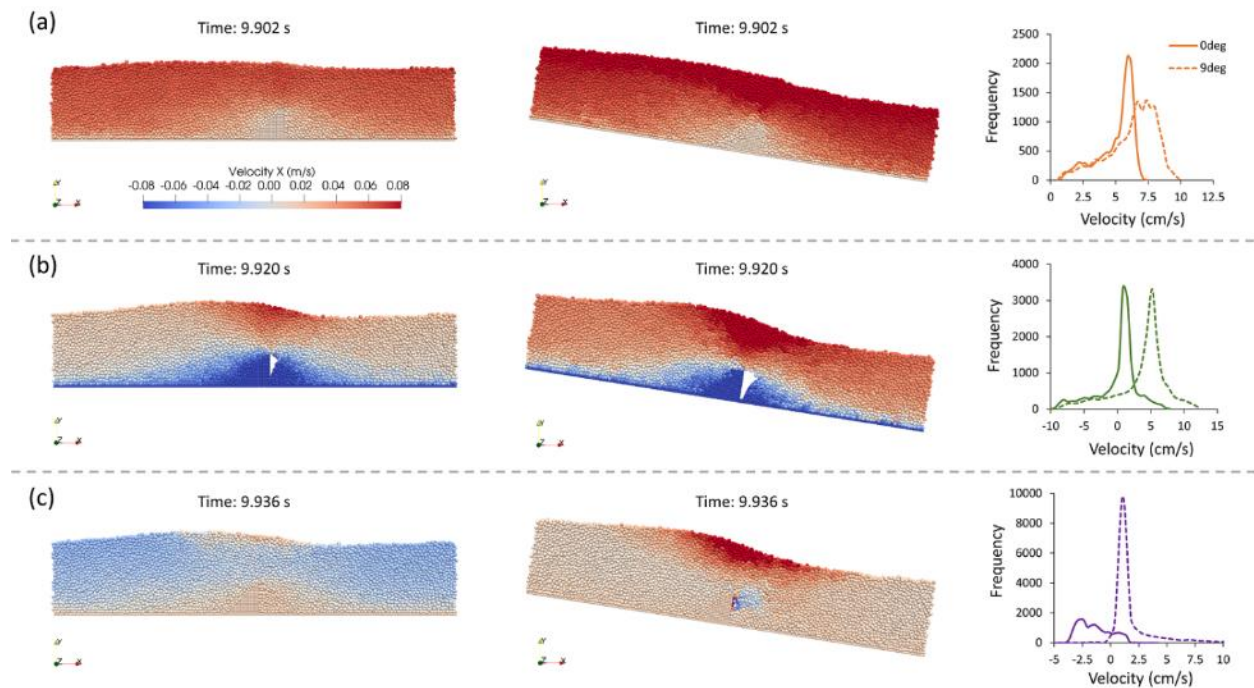 (a)
Time: 9.902 s
Time: 9.902 s
Velocity X (m/s)
-0.08 -0.06 -0.04 -0.02 0.00 0.02 0.04 0.06 0.08
Y
Z X
Y
Z X
Frequency
2500
2000
1500
1000
500
0
0 2.5 5 7.5 10 12.5
Velocity (cm/s)
0deg
9deg
(b)
Time: 9.920 s
Time: 9.920 s
Y
Z X
Y
Z X
Frequency
4000
3000
2000
1000
0
-10 -5 0 5 10 15
Velocity (cm/s)
(c)
Time: 9.936 s
Time: 9.936 s
Y
Z X
Y
Z X
Frequency
10000
8000
6000
4000
2000
0
-5 -2.5 0 2.5 5 7.5 10
Velocity (cm/s)